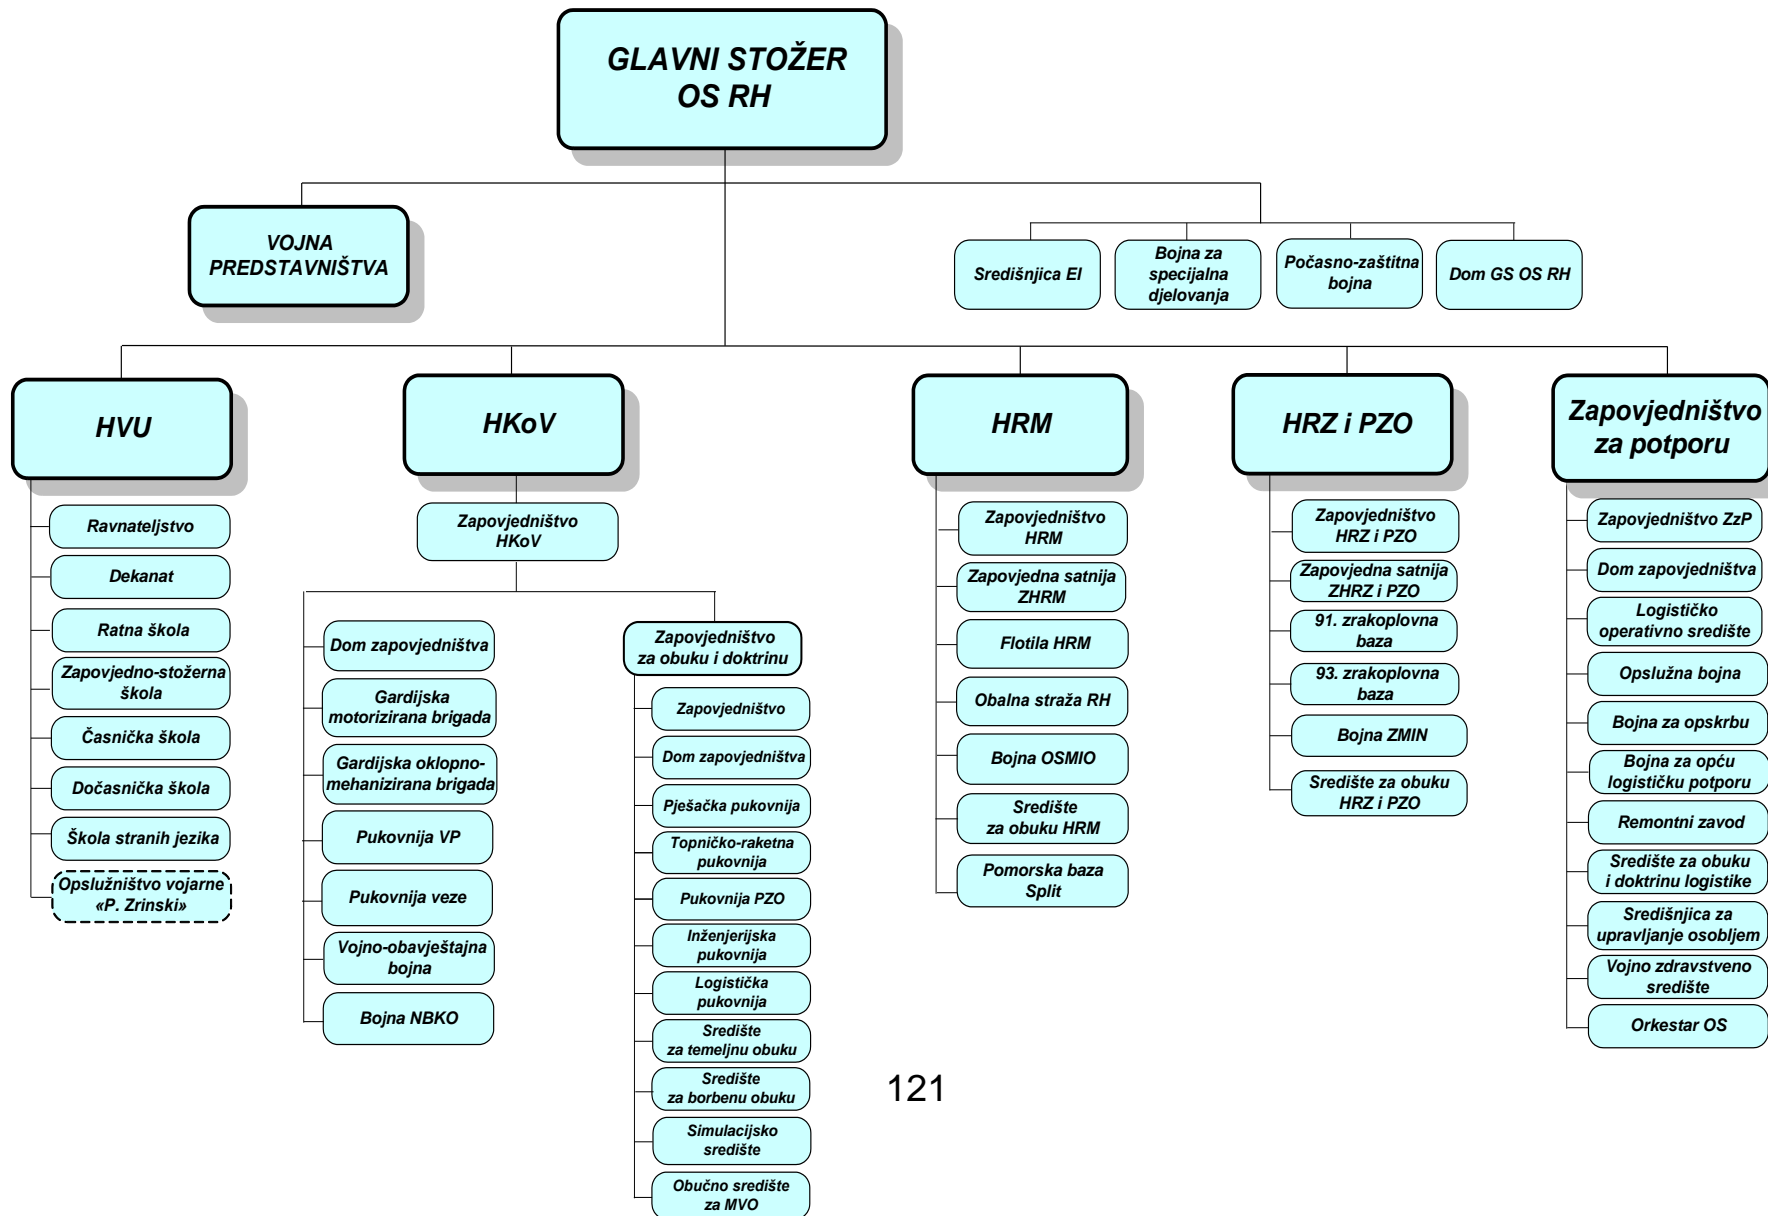 GLAVNI STOŽER
OS RH
VOJNA
PREDSTAVNIŠTVA
Središnjica EI
Bojna za
specijalna
djelovanja
Počasno-zaštitna
bojna
Dom GS OS RH
HVU
HKoV
HRM
HRZ i PZO
Zapovjedništvo
za potporu
Ravnateljstvo
Dekanat
Ratna škola
Zapovjedno-stožerna
škola
Časnička škola
Dočasnička škola
Škola stranih jezika
Opslužništvo vojarne
«P. Zrinski»
Zapovjedništvo
HKoV
Dom zapovjedništva
Gardijska
motorizirana brigada
Gardijska oklopno-
mehanizirana brigada
Pukovnija VP
Pukovnija veze
Vojno-obavještajna
bojna
Bojna NBKO
Zapovjedništvo
za obuku i doktrinu
Zapovjedništvo
Dom zapovjedništva
Pješačka pukovnija
Topničko-raketna
pukovnija
Pukovnija PZO
Inženjerijska
pukovnija
Logistička
pukovnija
Središte
za temeljnu obuku
Središte
za borbenu obuku
Simulacijsko
središte
Obučno središte
za MVO
Zapovjedništvo
HRM
Zapovjedna satnija
ZHRM
Flotila HRM
Obalna straža RH
Bojna OSMIO
Središte
za obuku HRM
Pomorska baza
Split
Zapovjedništvo
HRZ i PZO
Zapovjedna satnija
ZHRZ i PZO
91. zrakoplovna
baza
93. zrakoplovna
baza
Bojna ZMIN
Središte za obuku
HRZ i PZO
Zapovjedništvo ZzP
Dom zapovjedništva
Logističko
operativno središte
Opslužna bojna
Bojna za opskrbu
Bojna za opću
logističku potporu
Remontni zavod
Središte za obuku
i doktrinu logistike
Središnjica za
upravljanje osobljem
Vojno zdravstveno
središte
Orkestar OS
121